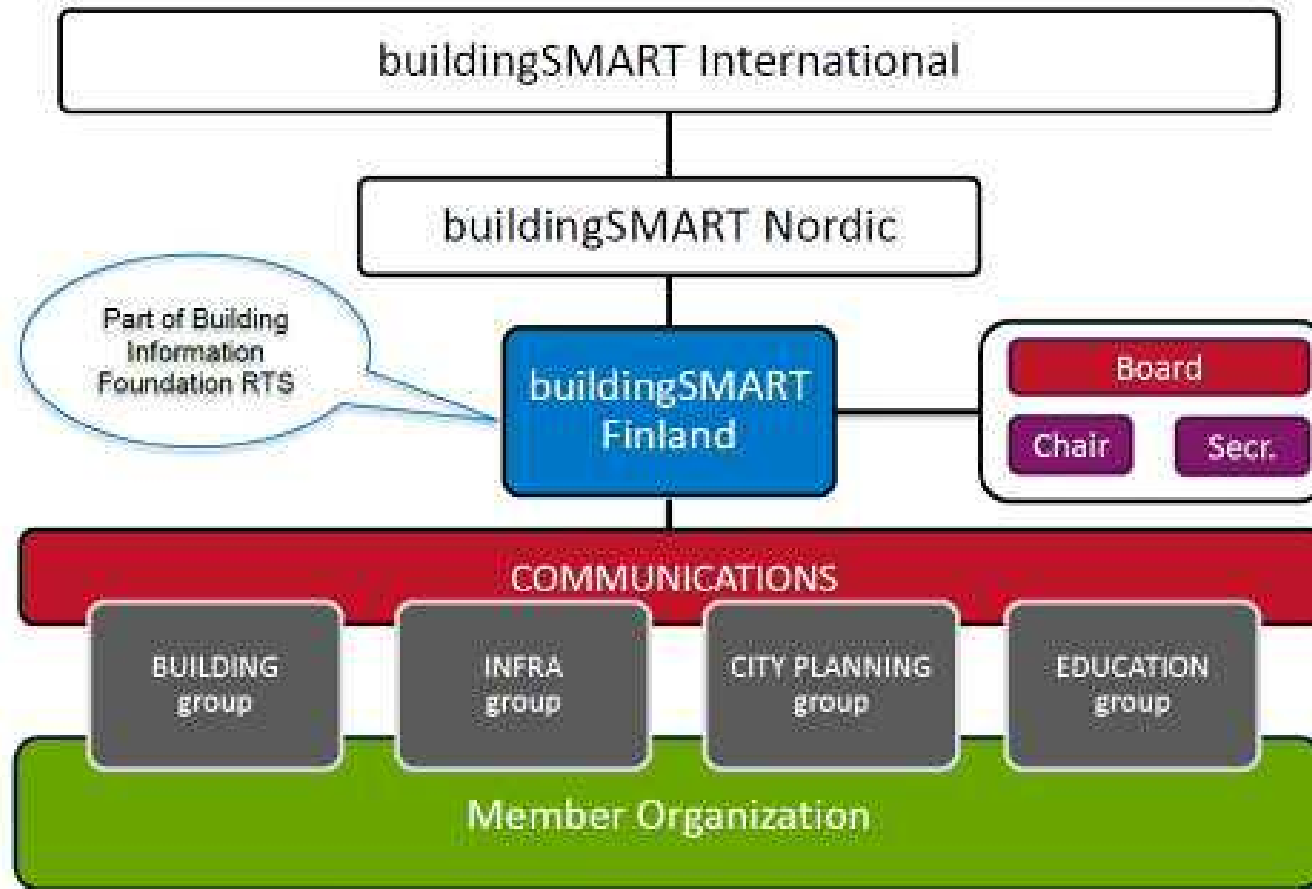 buildingSMART International
buildingSMART Nordic
Part of Building
Information
Foundation RTS
buildingSMART
Finland
Board
Chair
Secr.
COMMUNICATIONS
BUILDING
group
INFRA
group
CITY PLANNING
group
EDUCATION
group
Member Organization